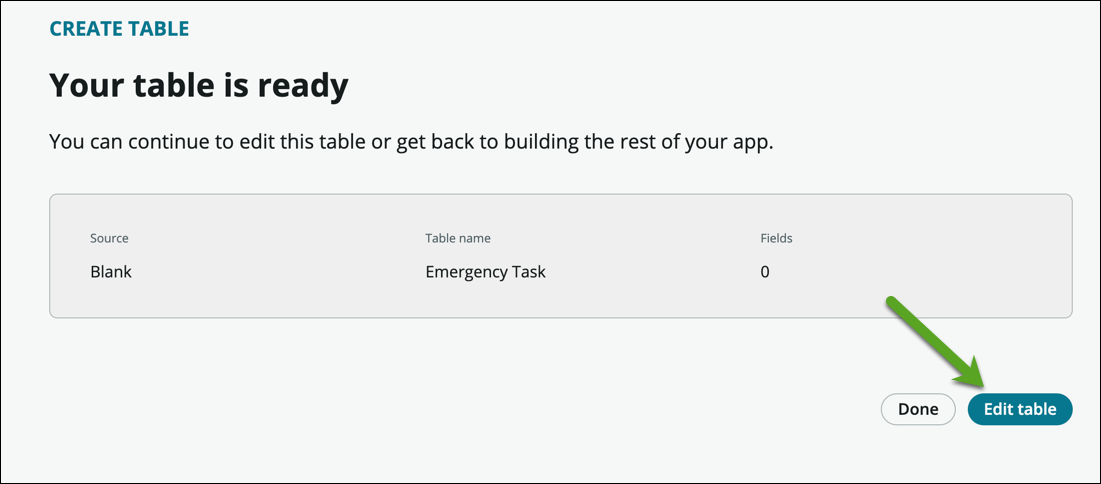 CREATE TABLE
Your table is ready
You can continue to edit this table or get back to building the rest of your app.
Source Table name Fields
Blank Emergency Task 0
Done Edit table